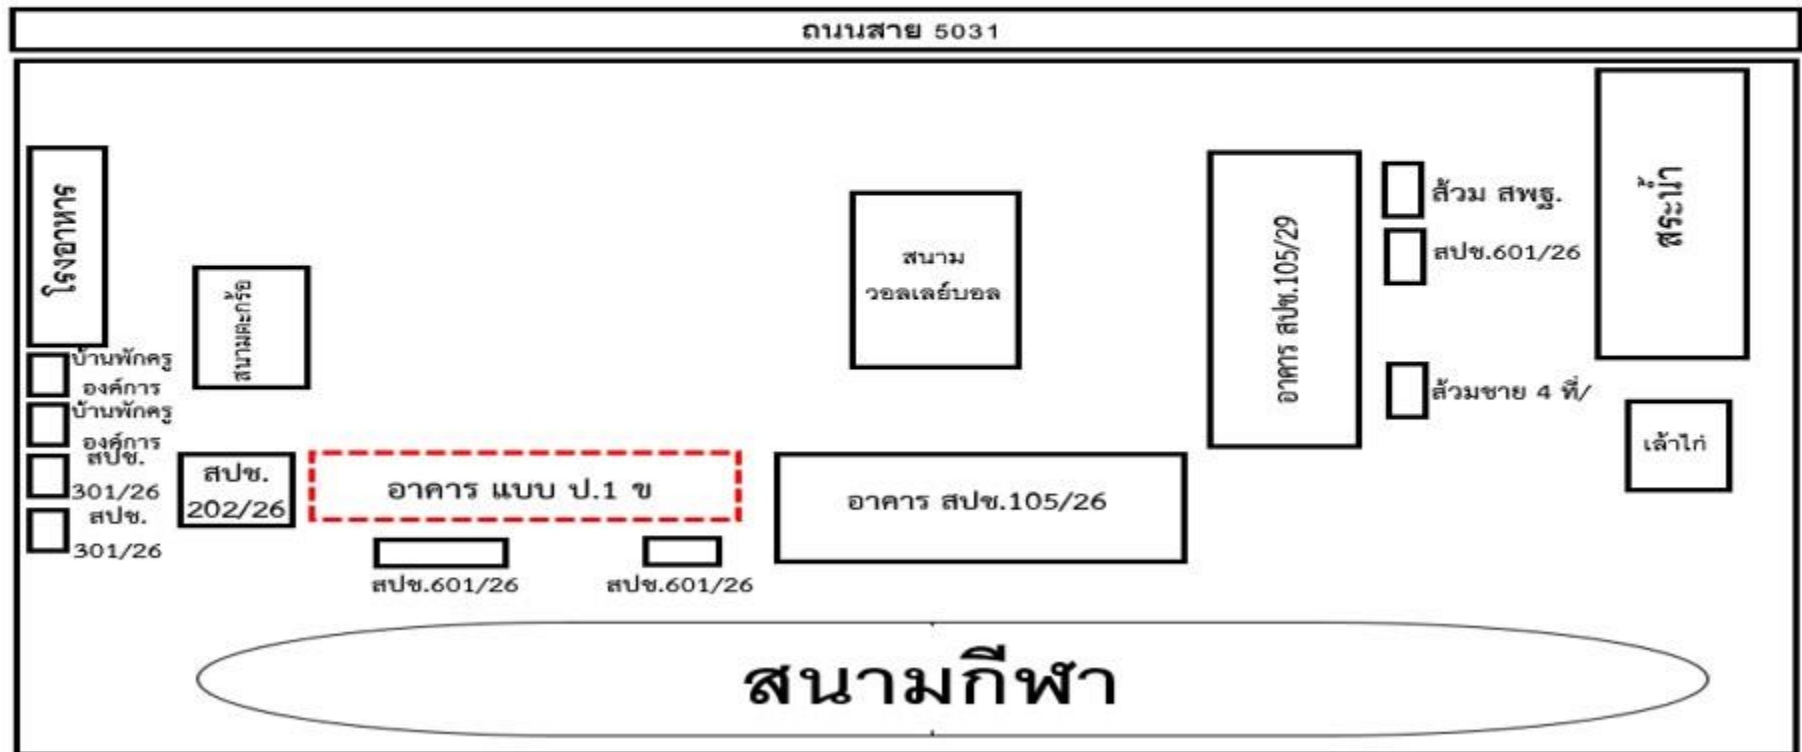 ถนนสาย 5031
โรงอาหาร
สนามตะกร้อ
สนาม
วอลเลย์บอล
อาคาร สปช.105/29
ส้วม สพฐ.
สปช.601/26
ส้วมชาย 4 ที่/
สระน้ำ
เล้าไก่
บ้านพักครู
องค์การ
บ้านพักครู
องค์การ
สปช.
301/26
สปช.
301/26
สปช.
202/26
อาคาร แบบ ป.1 ข
อาคาร สปช.105/26
สปช.601/26
สปช.601/26
สนามกีฬา